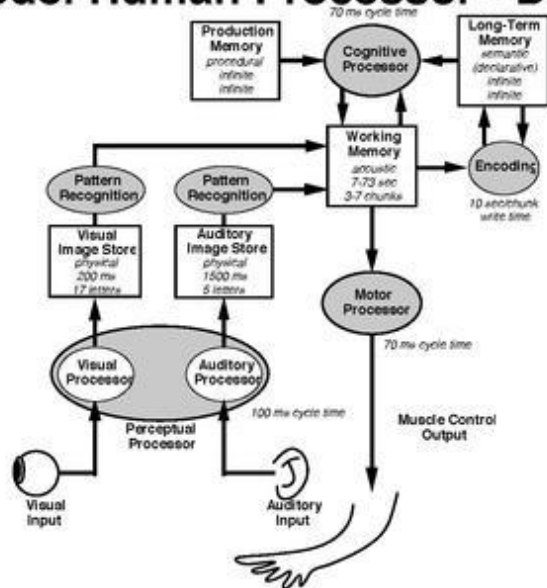 Human Processor
70 ms cycle time
Production
Memory
procedural
infinite
infinite
Cognitive
Processor
Long-Term
Memory
semantic
(declarative)
infinite
infinite
Working
Memory
acoustic
7-73 sec
3-7 chunks
Encoding
10 sec/chunk
write time
Pattern
Recognition
Pattern
Recognition
Visual
Image Store
physical
200 ms
17 letters
Auditory
Image Store
physical
1500 ms
5 letters
Motor
Processor
70 ms cycle time
Visual
Processor
Auditory
Processor
100 ms cycle time
Perceptual
Processor
Muscle Control
Output
Visual
Input
Auditory
Input